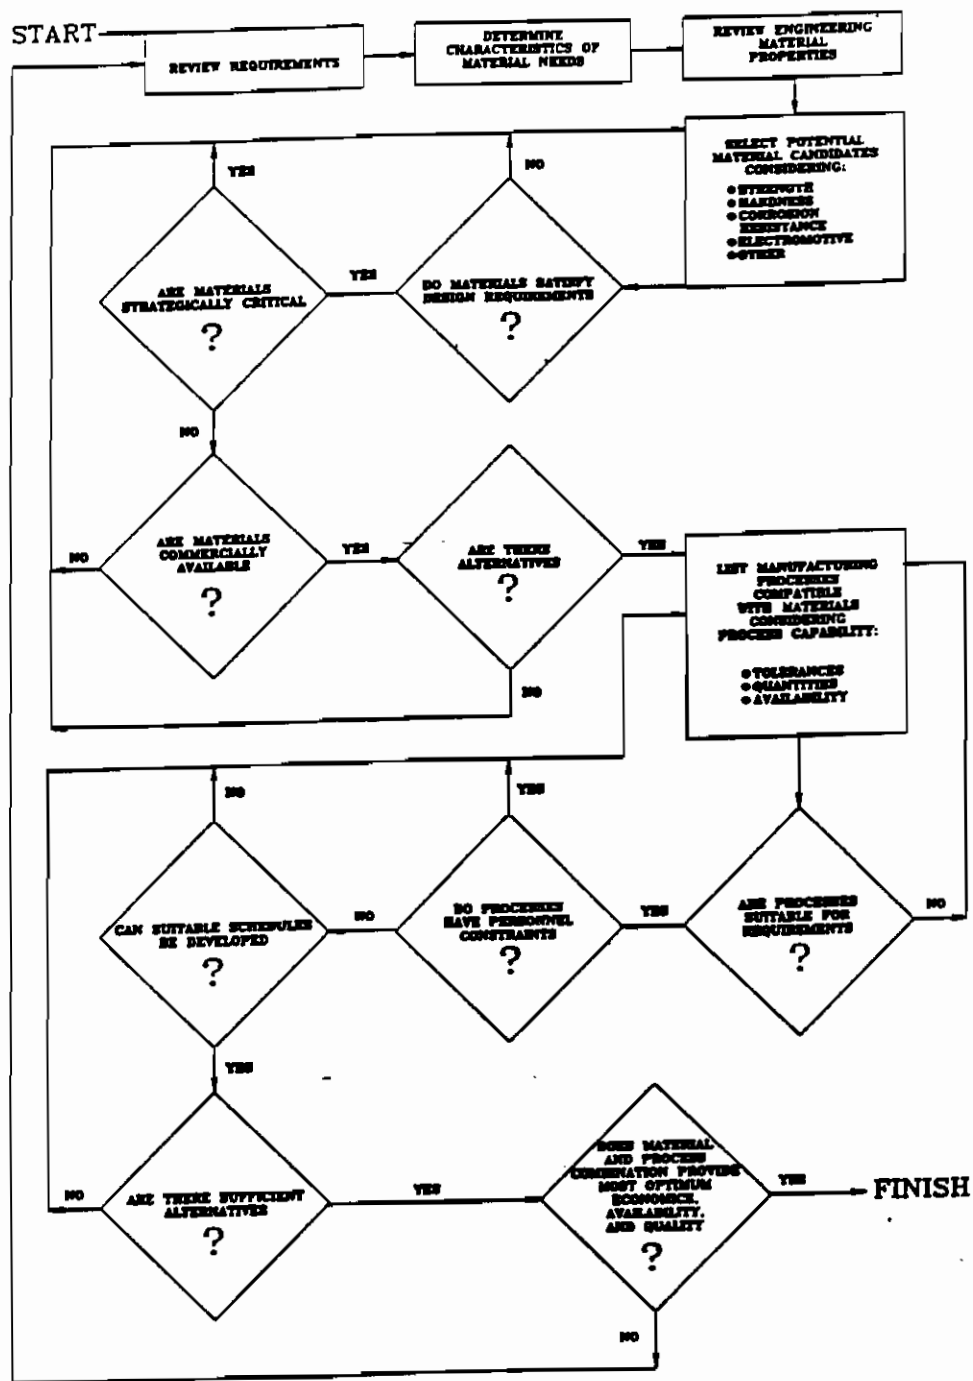 START
REVIEW REQUIREMENTS
DETERMINE
CHARACTERISTICS OF
MATERIAL NEEDS
REVIEW ENGINEERING
MATERIAL
PROPERTIES
SELECT POTENTIAL
MATERIAL CANDIDATES
CONSIDERING:
● STRENGTH
● HARDNESS
● CORROSION
RESISTANCE
● ELECTROMOTIVE
● OTHER
YES
NO
ARE MATERIALS
STRATEGICALLY CRITICAL
?
YES
DO MATERIALS SATISFY
DESIGN REQUIREMENTS
?
NO
ARE MATERIALS
COMMERCIALLY
AVAILABLE
?
NO
YES
ARE THERE
ALTERNATIVES
?
YES
NO
LIST MANUFACTURING
PROCESSES
COMPATIBLE
WITH MATERIALS
CONSIDERING
PROCESS CAPABILITY:
● TOLERANCES
● QUANTITIES
● AVAILABILITY
NO
YES
CAN SUITABLE SCHEDULES
BE DEVELOPED
?
NO
DO PROCESSES
HAVE PERSONNEL
CONSTRAINTS
?
YES
ARE PROCESSES
SUITABLE FOR
REQUIREMENTS
?
NO
YES
NO
ARE THERE SUFFICIENT
ALTERNATIVES
?
YES
DOES MATERIAL
AND PROCESS
COMBINATION PROVIDE
MOST OPTIMUM
ECONOMICS,
AVAILABILITY,
AND QUALITY
?
YES
FINISH
NO